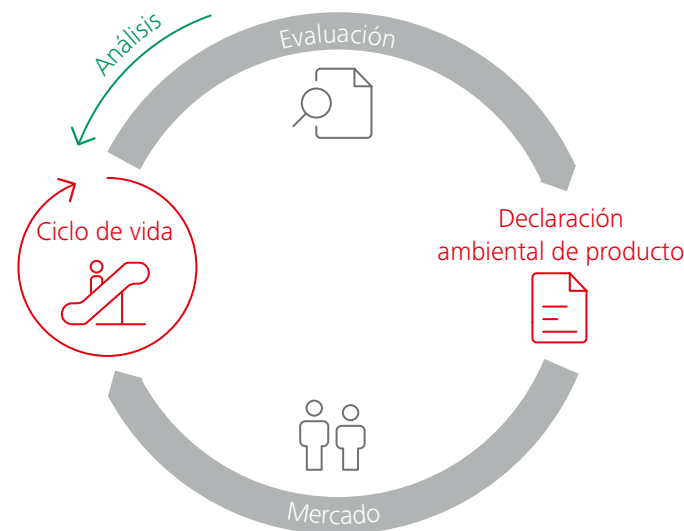 Análisis
Evaluación
Ciclo de vida
Declaración
ambiental de producto
Mercado